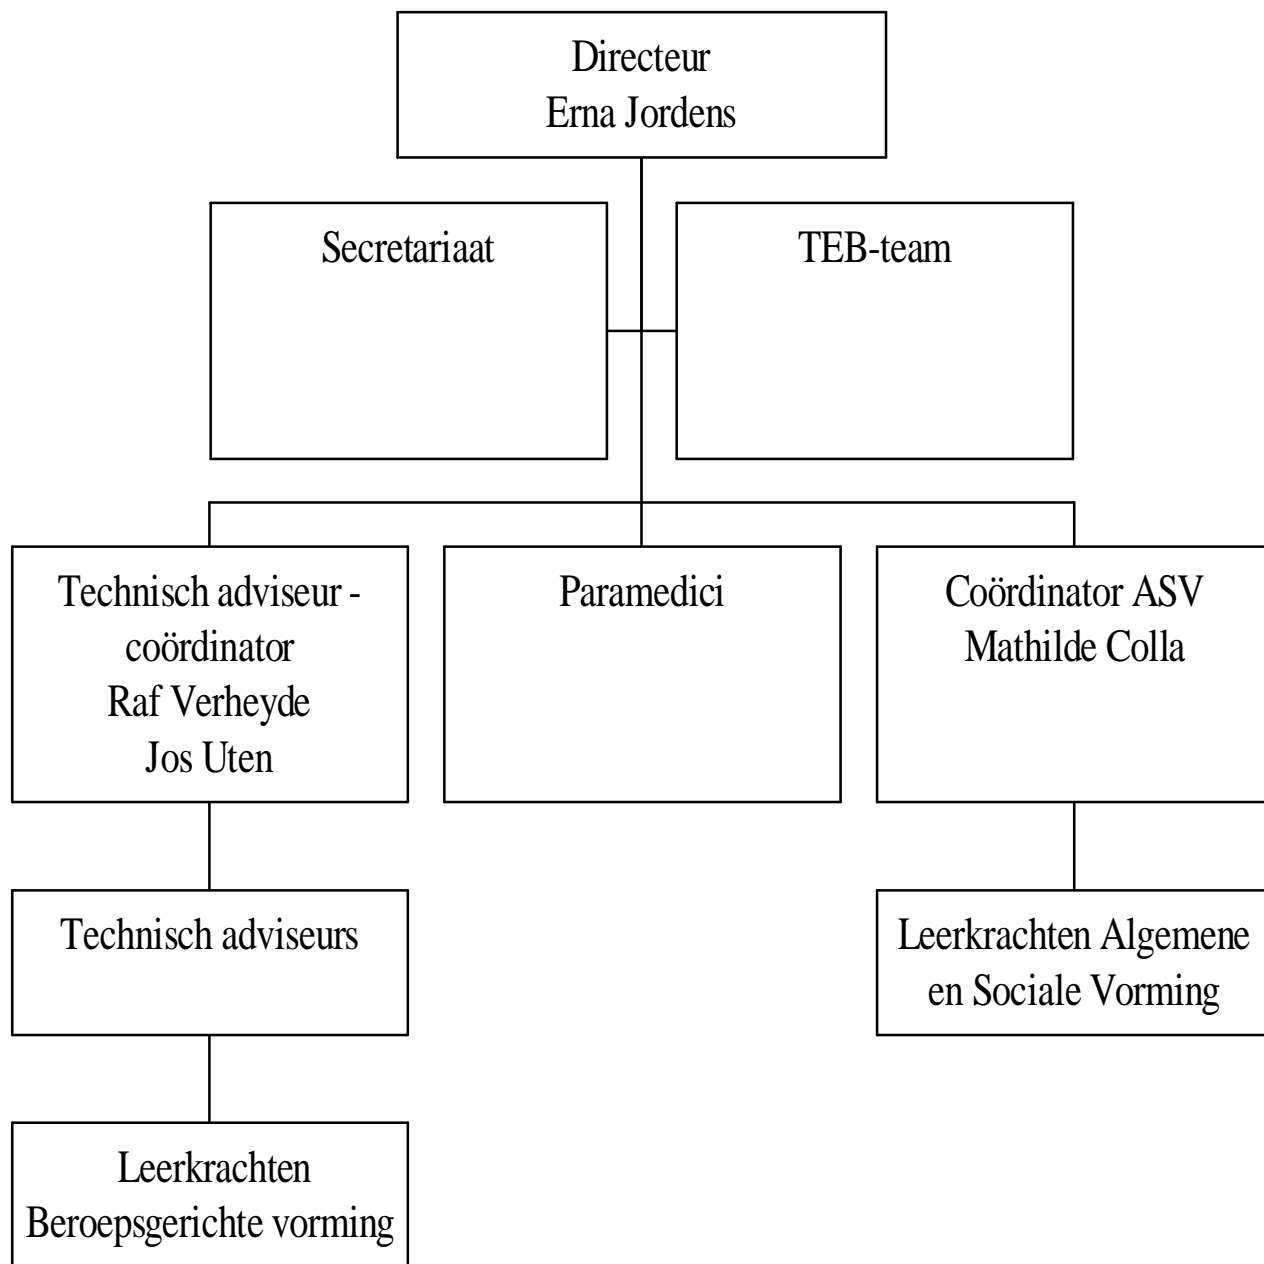 Directeur
Erna Jordens
Secretariaat
TEB-team
Technisch adviseur -
coördinator
Raf Verheyde
Jos Uten
Paramedici
Coördinator ASV
Mathilde Colla
Technisch adviseurs
Leerkrachten Algemene
en Sociale Vorming
Leerkrachten
Beroepsgerichte vorming